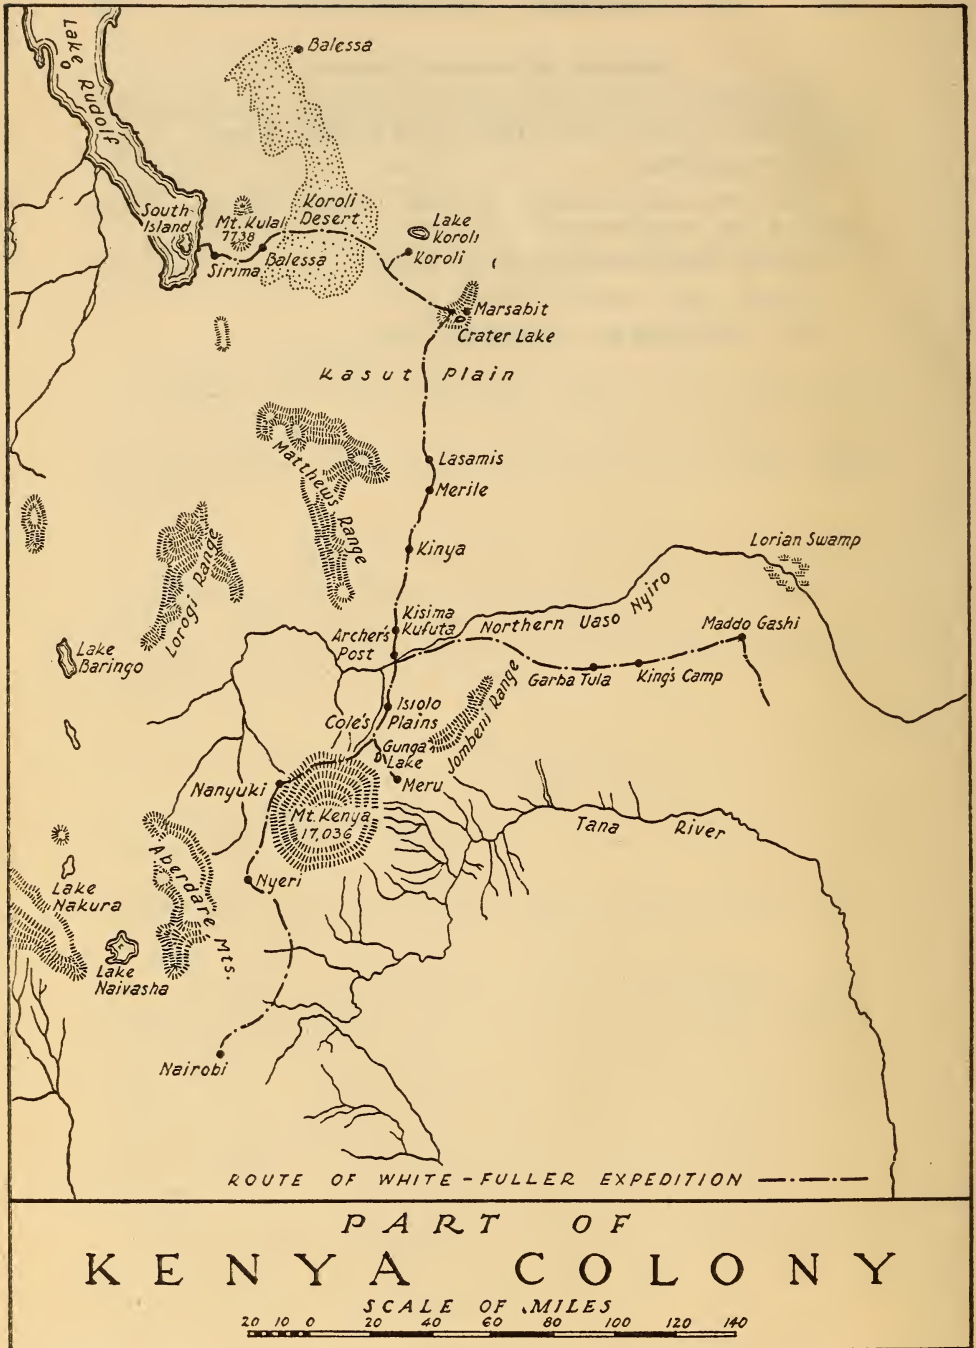 Lake Rudolf
Balessa
South
Island
Mt. Kulal
7738
Koroli
Desert
Lake
Koroli
Koroli
Sirima
Balessa
Marsabit
Crater Lake
Kasut Plain
Matthews Range
Lasamis
Merile
Kinya
Lorogi Range
Lorian Swamp
Kisima
Kufuta
Northern Uaso Nyiro
Maddo Gashi
Archer's
Post
Lake
Baringo
Garba Tula
King's Camp
Isiolo
Plains
Cole's
Jombeni Range
Gunga
Lake
Meru
Nanyuki
Mt. Kenya
17,036
Tana River
Aberdare Mts.
Nyeri
Lake
Nakura
Lake
Naivasha
Nairobi
ROUTE OF WHITE-FULLER EXPEDITION
PART OF
KENYA COLONY
SCALE OF MILES
20 10 0 20 40 60 80 100 120 140